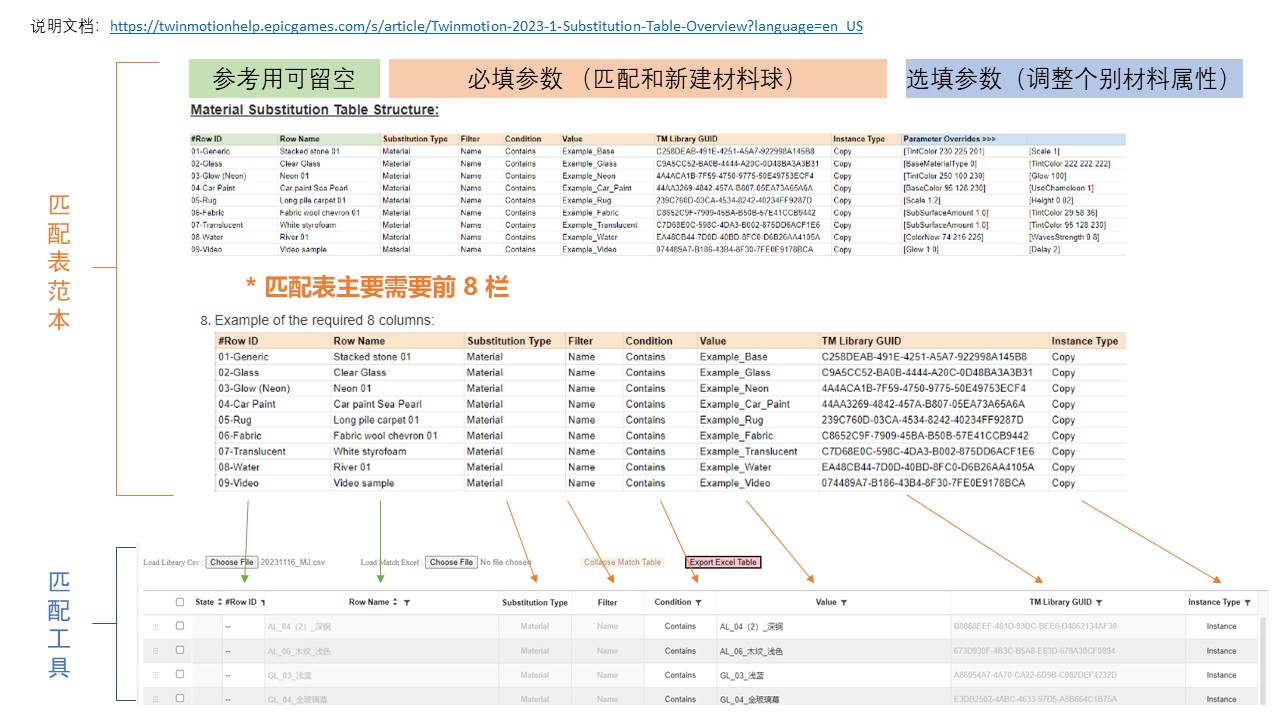 说明文档：https://twinmotionhelp.epicgames.com/s/article/Twinmotion-2023-1-Substitution-Table-Overview?language=en_US
参考用可留空 必填参数 （匹配和新建材料球） 选填参数（调整个别材料属性）
Material Substitution Table Structure:
#Row ID Row Name Substitution Type Filter Condition Value TM Library GUID Instance Type Parameter Overrides >>>
01-Generic Stacked stone 01 Material Name Contains Example_Base C258DEAB-491E-4251-A5A7-922998A145B8 Copy [TintColor 230 225 201] [Scale 1]
02-Glass Clear Glass Material Name Contains Example_Glass C9A5CC52-BA0B-4444-A20C-0D48BA3A3B31 Copy [BaseMaterialType 0] [TintColor 222 222 222]
03-Glow (Neon) Neon 01 Material Name Contains Example_Neon 4A4ACA1B-7F59-4750-9775-50E49753ECF4 Copy [TintColor 250 100 230] [Glow 100]
04-Car Paint Car paint Sea Pearl Material Name Contains Example_Car_Paint 44AA3269-4842-457A-B807-05EA73A65A6A Copy [BaseColor 95 128 230] [UseChameleon 1]
05-Rug Long pile carpet 01 Material Name Contains Example_Rug 239C760D-03CA-4534-8242-40234FF9287D Copy [Scale 1.2] [Height 0.02]
06-Fabric Fabric wool chevron 01 Material Name Contains Example_Fabric C8652C9F-7909-45BA-B50B-57E41CCB9442 Copy [SubSurfaceAmount 1.0] [TintColor 29 58 36]
07-Translucent White styrofoam Material Name Contains Example_Translucent C7D68E0C-598C-4DA3-B002-875DD6ACF1E6 Copy [SubSurfaceAmount 1.0] [TintColor 95 128 230]
08-Water River 01 Material Name Contains Example_Water EA48CB44-7D0D-40BD-8FC0-D6B26AA4105A Copy [ColorNew 74 216 225] [WavesStrength 0.8]
09-Video Video sample Material Name Contains Example_Video 074489A7-B186-43B4-8F30-7FE0E9178BCA Copy [Glow 1.0] [Delay 2]
匹配表范本
* 匹配表主要需要前 8 栏
8. Example of the required 8 columns:
#Row ID Row Name Substitution Type Filter Condition Value TM Library GUID Instance Type
01-Generic Stacked stone 01 Material Name Contains Example_Base C258DEAB-491E-4251-A5A7-922998A145B8 Copy
02-Glass Clear Glass Material Name Contains Example_Glass C9A5CC52-BA0B-4444-A20C-0D48BA3A3B31 Copy
03-Glow (Neon) Neon 01 Material Name Contains Example_Neon 4A4ACA1B-7F59-4750-9775-50E49753ECF4 Copy
04-Car Paint Car paint Sea Pearl Material Name Contains Example_Car_Paint 44AA3269-4842-457A-B807-05EA73A65A6A Copy
05-Rug Long pile carpet 01 Material Name Contains Example_Rug 239C760D-03CA-4534-8242-40234FF9287D Copy
06-Fabric Fabric wool chevron 01 Material Name Contains Example_Fabric C8652C9F-7909-45BA-B50B-57E41CCB9442 Copy
07-Translucent White styrofoam Material Name Contains Example_Translucent C7D68E0C-598C-4DA3-B002-875DD6ACF1E6 Copy
08-Water River 01 Material Name Contains Example_Water EA48CB44-7D0D-40BD-8FC0-D6B26AA4105A Copy
09-Video Video sample Material Name Contains Example_Video 074489A7-B186-43B4-8F30-7FE0E9178BCA Copy
匹配工具
Load Library Csv : Choose File 20231116_MJ.csv Load Match Excel : Choose File No file chosen Collapse Match Table Export Excel Table
State #Row ID Row Name Substitution Type Filter Condition Value TM Library GUID Instance Type
-- AL_04（2）_深铜 Material Name Contains AL_04（2）_深铜 B8868EEF-481D-93DC-BEE6-D4862134AF38 Instance
-- AL_06_木纹_浅色 Material Name Contains AL_06_木纹_浅色 673D930F-4B3C-B5A8-E63D-678A30CF0894 Instance
-- GL_03_浅蓝 Material Name Contains GL_03_浅蓝 A86054A7-4A70-CA22-6D9B-C082DEF4232D Instance
-- GL_04_全玻璃幕 Material Name Contains GL_04_全玻璃幕 E3DB2502-4ABC-4633-97D5-A5B664C1B75A Instance